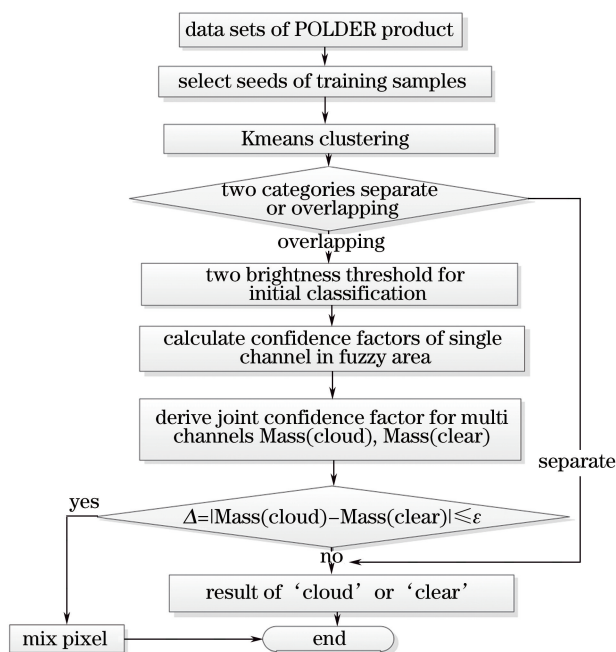 data sets of POLDER product
select seeds of training samples
Kmeans clustering
two categories separate
or overlapping
overlapping
two brightness threshold for
initial classification
calculate confidence factors of single
channel in fuzzy area
derive joint confidence factor for multi
channels Mass(cloud), Mass(clear)
separate
yes
Δ=|Mass(cloud)−Mass(clear)|≤ε
no
result of ‘cloud’ or ‘clear’
mix pixel
end